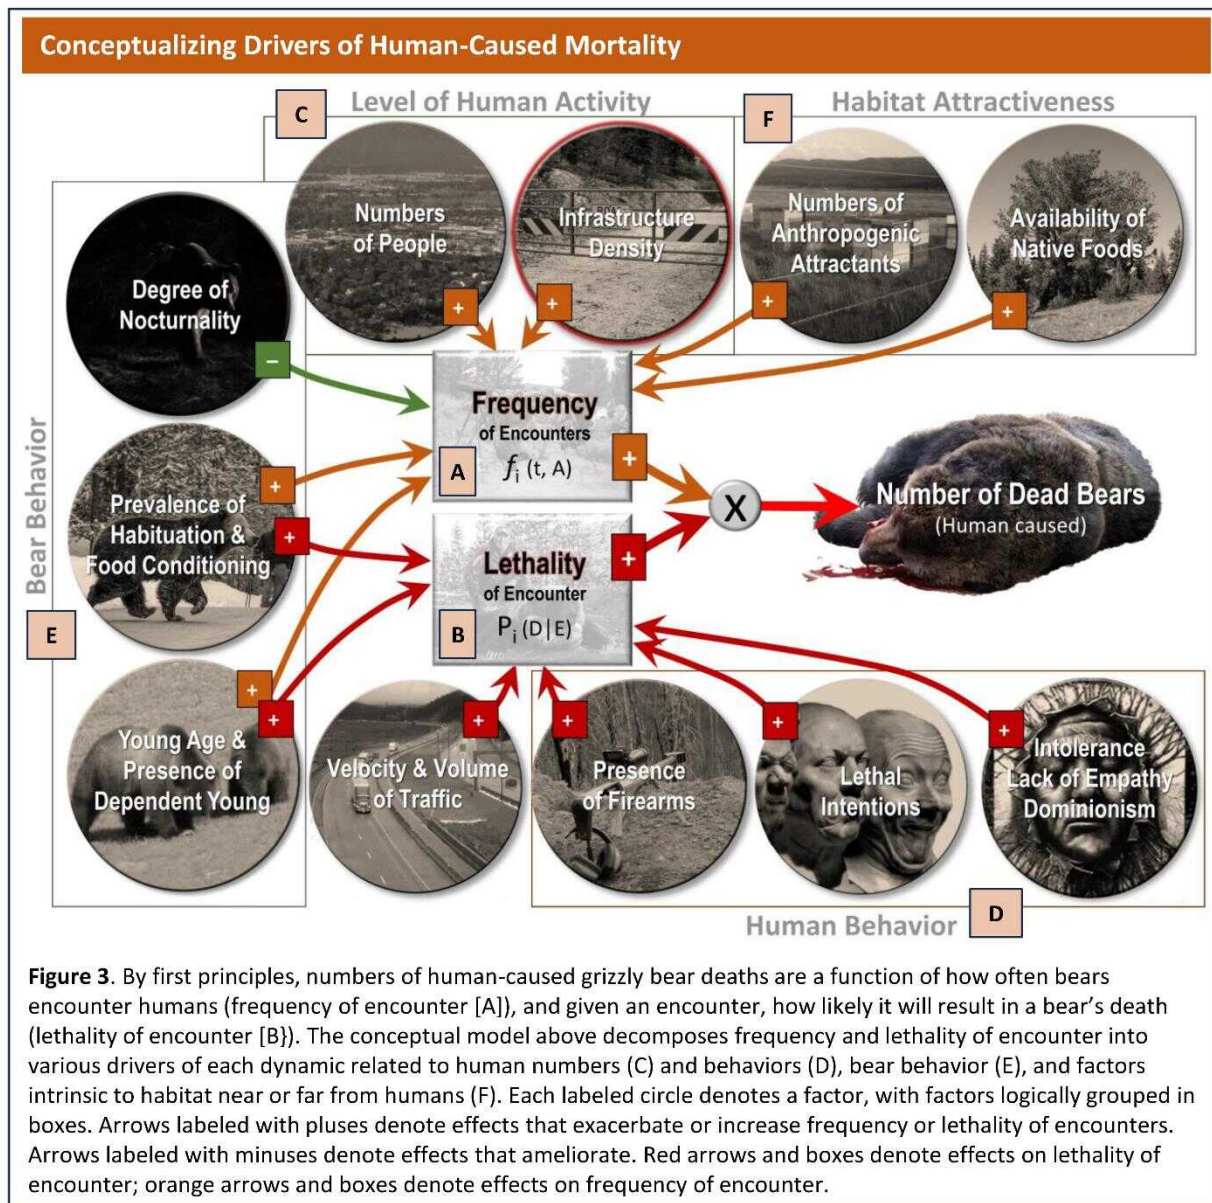 Conceptualizing Drivers of Human-Caused Mortality
C
Level of Human Activity
F
Habitat Attractiveness
Numbers
of People
Infrastructure
Density
Numbers of
Anthropogenic
Attractants
Availability of
Native Foods
Degree of
Nocturnality
+
+
+
+
−
Bear Behavior
Frequency
of Encounters
A
fi (t, A)
+
Prevalence of
Habituation &
Food Conditioning
+
+
X
Number of Dead Bears
(Human caused)
Lethality
of Encounter
B
Pi (D|E)
+
E
Young Age &
Presence of
Dependent Young
+
+
Velocity & Volume
of Traffic
+
Presence
of Firearms
+
Lethal
Intentions
+
Intolerance
Lack of Empathy
Dominionism
+
Human Behavior
D
Figure 3. By first principles, numbers of human-caused grizzly bear deaths are a function of how often bears
encounter humans (frequency of encounter [A]), and given an encounter, how likely it will result in a bear’s death
(lethality of encounter [B}). The conceptual model above decomposes frequency and lethality of encounter into
various drivers of each dynamic related to human numbers (C) and behaviors (D), bear behavior (E), and factors
intrinsic to habitat near or far from humans (F). Each labeled circle denotes a factor, with factors logically grouped in
boxes. Arrows labeled with pluses denote effects that exacerbate or increase frequency or lethality of encounters.
Arrows labeled with minuses denote effects that ameliorate. Red arrows and boxes denote effects on lethality of
encounter; orange arrows and boxes denote effects on frequency of encounter.